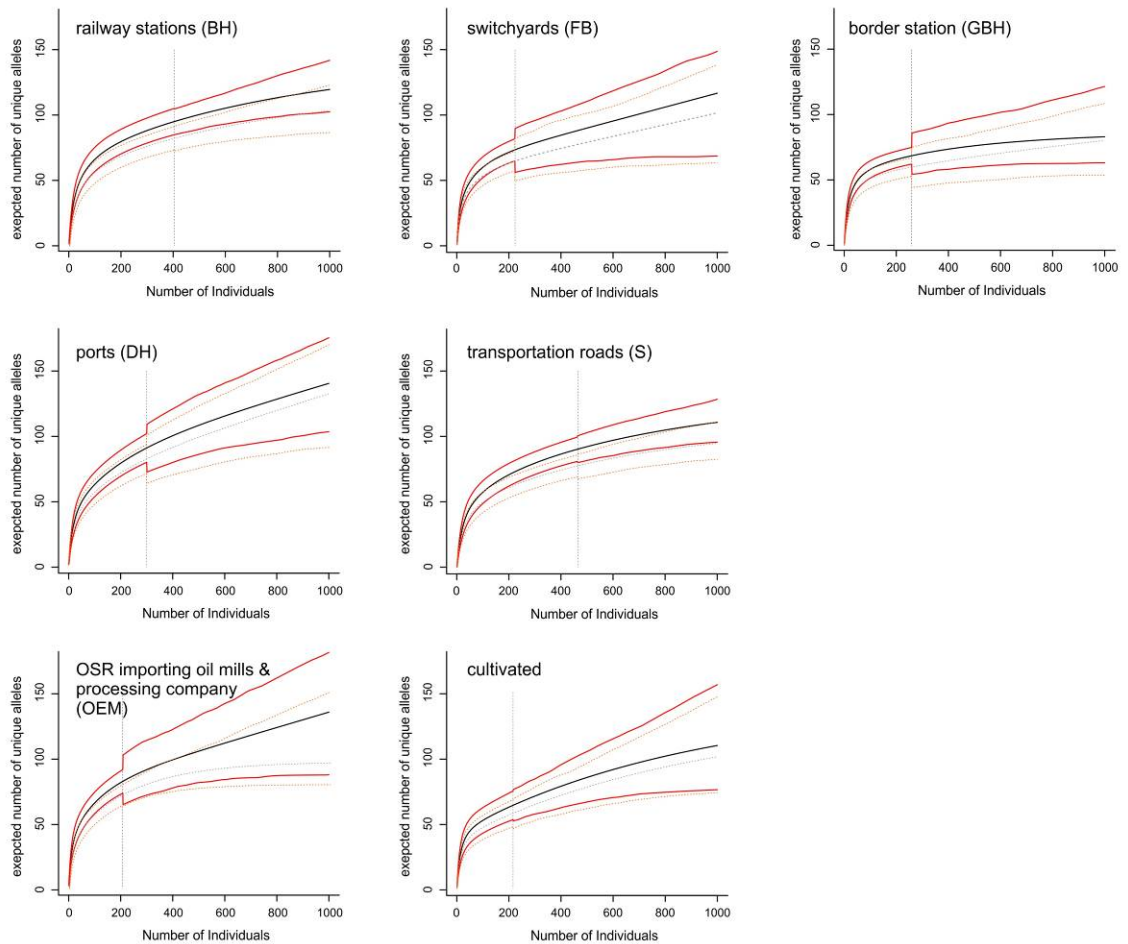 railway stations (BH)
exepcted number of unique alleles
0 50 100 150
0 200 400 600 800 1000
Number of Individuals
switchyards (FB)
exepcted number of unique alleles
0 50 100 150
0 200 400 600 800 1000
Number of Individuals
border station (GBH)
exepcted number of unique alleles
0 50 100 150
0 200 400 600 800 1000
Number of Individuals
ports (DH)
exepcted number of unique alleles
0 50 100 150
0 200 400 600 800 1000
Number of Individuals
transportation roads (S)
exepcted number of unique alleles
0 50 100 150
0 200 400 600 800 1000
Number of Individuals
OSR importing oil mills &
processing company
(OEM)
exepcted number of unique alleles
0 50 100 150
0 200 400 600 800 1000
Number of Individuals
cultivated
exepcted number of unique alleles
0 50 100 150
0 200 400 600 800 1000
Number of Individuals